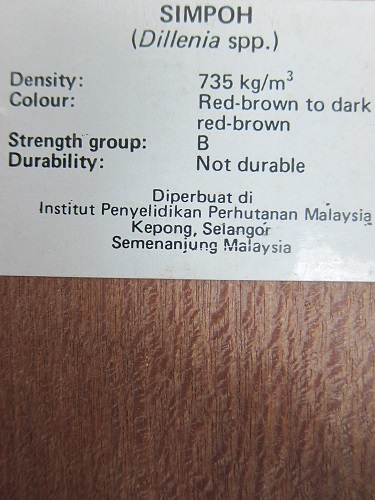 SIMPOH
(Dillenia spp.)
Density: 735 kg/m³
Colour: Red-brown to dark
red-brown
Strength group: B
Durability: Not durable
Diperbuat di
Institut Penyelidikan Perhutanan Malaysia
Kepong, Selangor
Semenanjung Malaysia